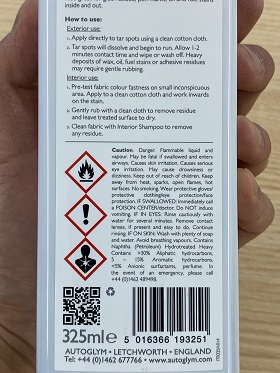 inside and out.
How to use:
Exterior use:
1. Apply directly to tar spots using a clean cotton cloth.
2. Tar spots will dissolve and begin to run. Allow 1-2
minutes contact time and wipe or wash off. Heavy
deposits of wax, oil, fuel stains or adhesive residues
may require gentle rubbing.
Interior use:
1. Pre-test fabric colour fastness on small inconspicuous
area. Apply to a clean cotton cloth and work inwards
on the stain.
2. Gently rub with a clean cloth to remove residue
and leave treated surface to dry.
3. Clean fabric with Interior Shampoo to remove
any residues.
Caution: Danger. Flammable liquid and
vapour. May be fatal if swallowed and enters
airways. Causes skin irritation. Causes serious
eye irritation. May cause drowsiness or
dizziness. Keep out of reach of children. Keep
away from heat, sparks, open flames, hot
surfaces. No smoking. Wear protective gloves/
protective clothing/eye protection/face
protection. IF SWALLOWED: Immediately call
a POISON CENTER/doctor. Do NOT induce
vomiting. IF IN EYES: Rinse cautiously with
water for several minutes. Remove contact
lenses, if present and easy to do. Continue
rinsing. IF ON SKIN: Wash with plenty of soap
and water. Avoid breathing vapours. Contains
Naphtha (Petroleum) Hydrotreated Heavy
Contains >30% Aliphatic hydrocarbons,
5 – 15% Aromatic hydrocarbons,
<5% Anionic surfactants, perfume. In
the event of an emergency, please call
+44 (0)1462 489498.
325ml e
5 016366 193251
AUTOGLYM • LETCHWORTH • ENGLAND
Tel: +44 (0)1462 677766 • www.autoglym.com